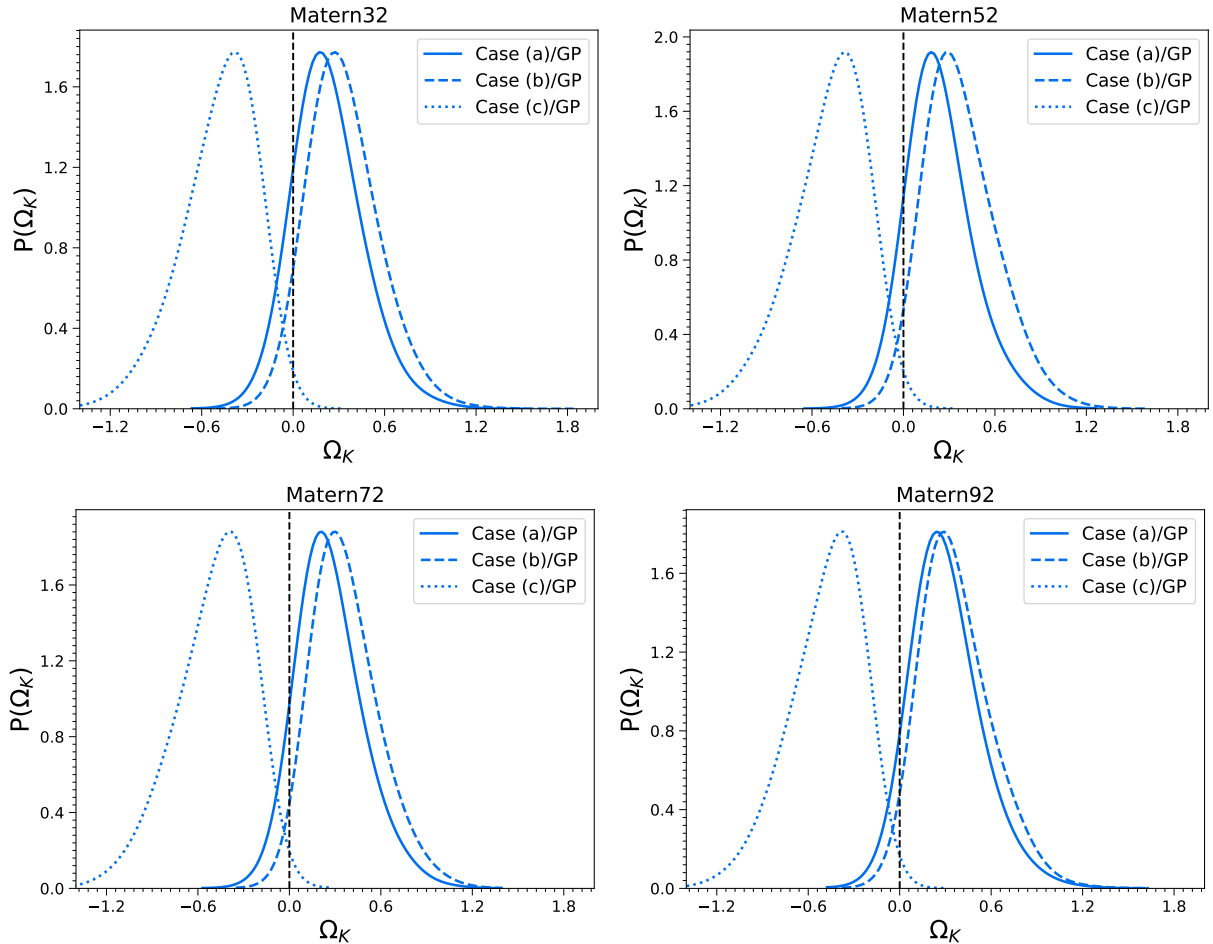 Matern32
Case (a)/GP
Case (b)/GP
Case (c)/GP
P(Ω_K)
1.6
1.2
0.8
0.4
0.0
−1.2 −0.6 0.0 0.6 1.2 1.8
Ω_K
Matern52
Case (a)/GP
Case (b)/GP
Case (c)/GP
P(Ω_K)
2.0
1.6
1.2
0.8
0.4
0.0
−1.2 −0.6 0.0 0.6 1.2 1.8
Ω_K
Matern72
Case (a)/GP
Case (b)/GP
Case (c)/GP
P(Ω_K)
1.6
1.2
0.8
0.4
0.0
−1.2 −0.6 0.0 0.6 1.2 1.8
Ω_K
Matern92
Case (a)/GP
Case (b)/GP
Case (c)/GP
P(Ω_K)
1.6
1.2
0.8
0.4
0.0
−1.2 −0.6 0.0 0.6 1.2 1.8
Ω_K